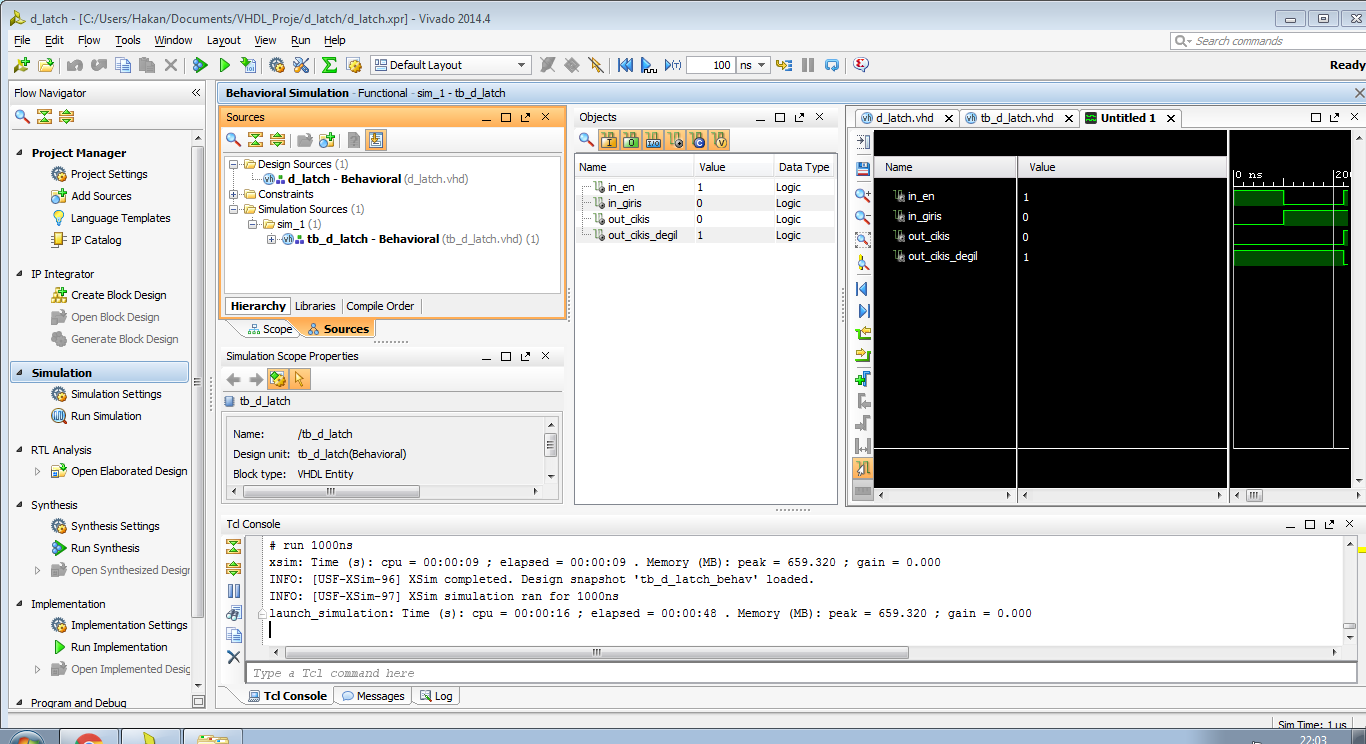 d_latch - [C:/Users/Hakan/Documents/VHDL_Proje/d_latch/d_latch.xpr] - Vivado 2014.4
File Edit Flow Tools Window Layout View Run Help
Search commands
Default Layout
100 ns
Ready
Flow Navigator
Project Manager
Project Settings
Add Sources
Language Templates
IP Catalog
IP Integrator
Create Block Design
Open Block Design
Generate Block Design
Simulation
Simulation Settings
Run Simulation
RTL Analysis
Open Elaborated Design
Synthesis
Synthesis Settings
Run Synthesis
Open Synthesized Design
Implementation
Implementation Settings
Run Implementation
Open Implemented Desig
Program and Debug
Behavioral Simulation - Functional - sim_1 - tb_d_latch
Sources
Design Sources (1)
d_latch - Behavioral (d_latch.vhd)
Constraints
Simulation Sources (1)
sim_1 (1)
tb_d_latch - Behavioral (tb_d_latch.vhd) (1)
Hierarchy Libraries Compile Order
Scope Sources
Simulation Scope Properties
tb_d_latch
Name: /tb_d_latch
Design unit: tb_d_latch(Behavioral)
Block type: VHDL Entity
Objects
Name Value Data Type
in_en 1 Logic
in_giris 0 Logic
out_cikis 0 Logic
out_cikis_degil 1 Logic
d_latch.vhd tb_d_latch.vhd Untitled 1
Name Value
0 ns 200
in_en 1
in_giris 0
out_cikis 0
out_cikis_degil 1
Tcl Console
# run 1000ns
xsim: Time (s): cpu = 00:00:09 ; elapsed = 00:00:09 . Memory (MB): peak = 659.320 ; gain = 0.000
INFO: [USF-XSim-96] XSim completed. Design snapshot 'tb_d_latch_behav' loaded.
INFO: [USF-XSim-97] XSim simulation ran for 1000ns
launch_simulation: Time (s): cpu = 00:00:16 ; elapsed = 00:00:48 . Memory (MB): peak = 659.320 ; gain = 0.000
Type a Tcl command here
Tcl Console Messages Log
Sim Time: 1 us
22:03